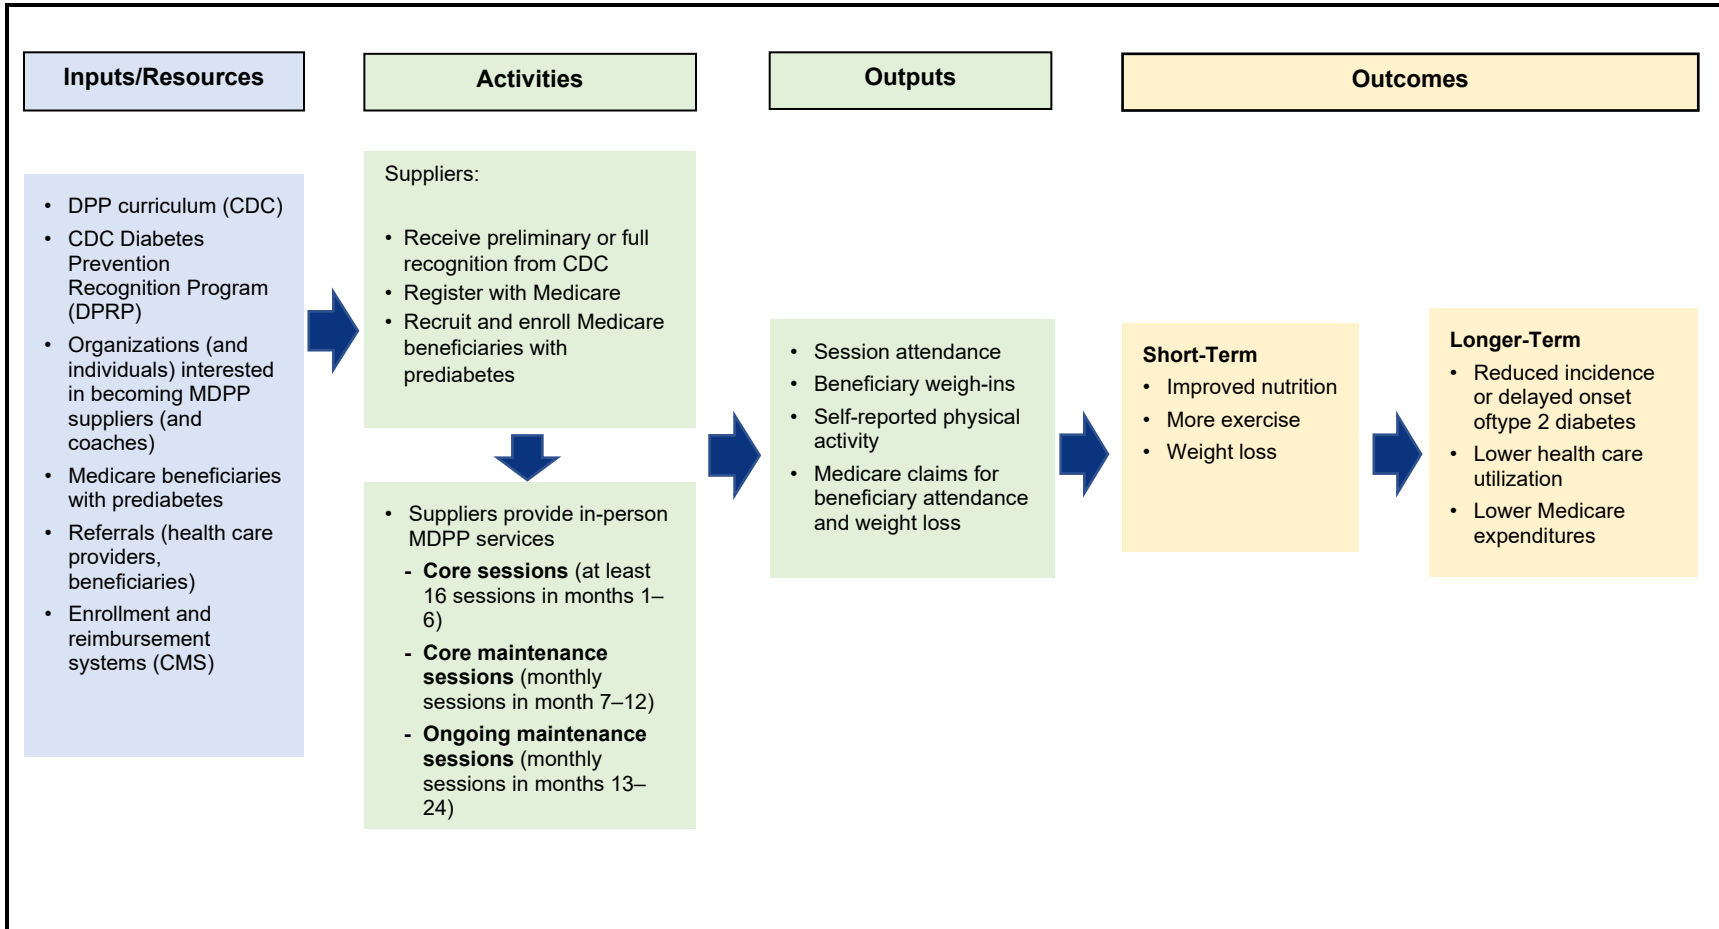 Inputs/Resources
Activities
Outputs
Outcomes
• DPP curriculum (CDC)
• CDC Diabetes
Prevention
Recognition Program
(DPRP)
• Organizations (and
individuals) interested
in becoming MDPP
suppliers (and
coaches)
• Medicare beneficiaries
with prediabetes
• Referrals (health care
providers,
beneficiaries)
• Enrollment and
reimbursement
systems (CMS)
Suppliers:
• Receive preliminary or full
recognition from CDC
• Register with Medicare
• Recruit and enroll Medicare
beneficiaries with
prediabetes
• Suppliers provide in-person
MDPP services
- Core sessions (at least
16 sessions in months 1–
6)
- Core maintenance
sessions (monthly
sessions in month 7–12)
- Ongoing maintenance
sessions (monthly
sessions in months 13–
24)
• Session attendance
• Beneficiary weigh-ins
• Self-reported physical
activity
• Medicare claims for
beneficiary attendance
and weight loss
Short-Term
• Improved nutrition
• More exercise
• Weight loss
Longer-Term
• Reduced incidence
or delayed onset
oftype 2 diabetes
• Lower health care
utilization
• Lower Medicare
expenditures